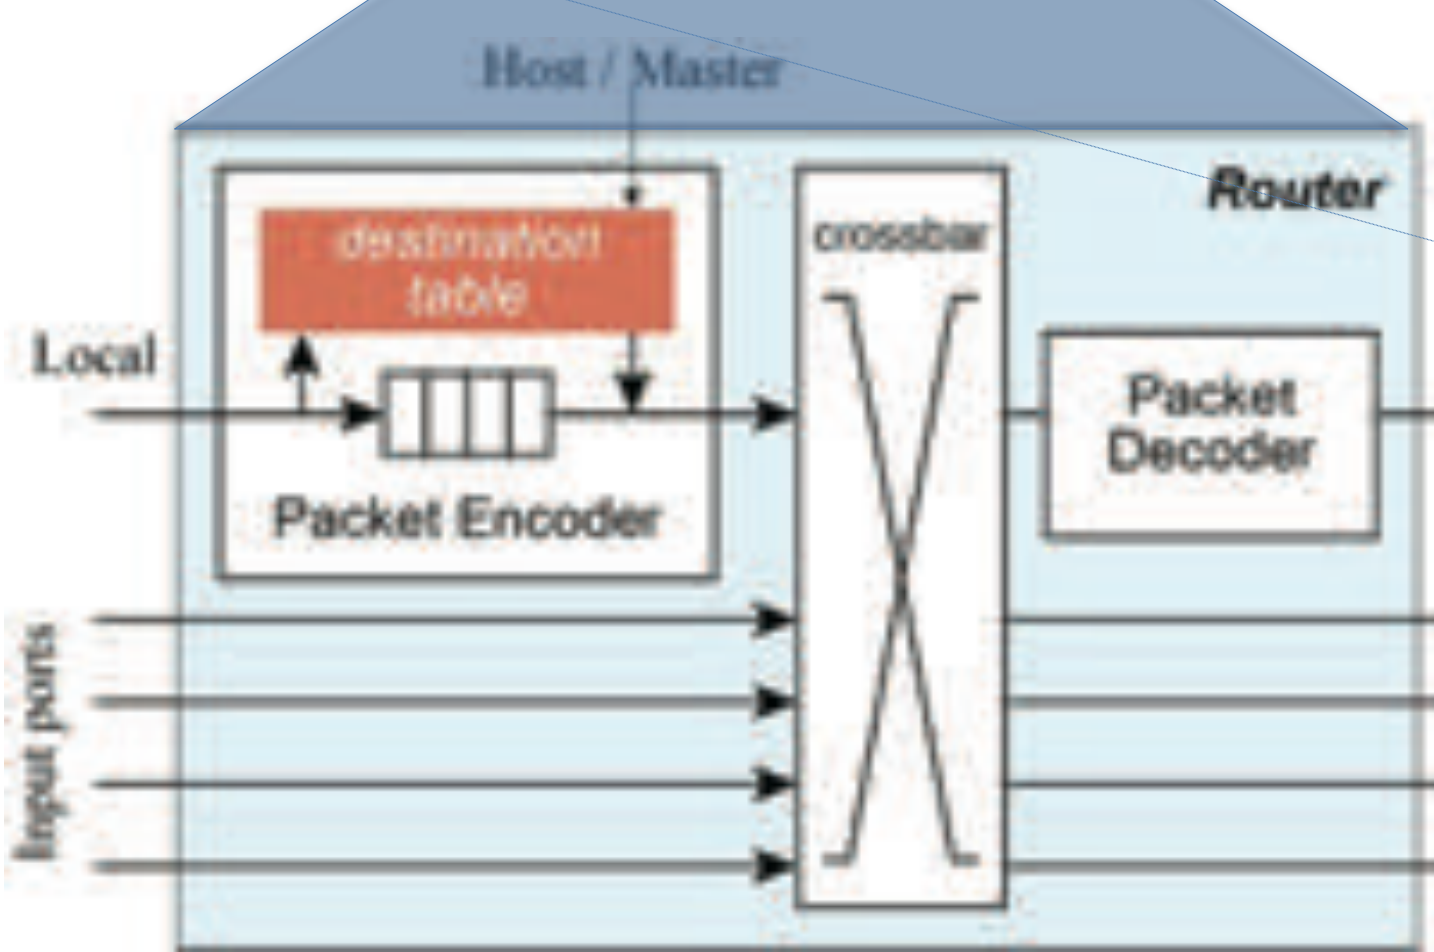 Host / Master
Router
destination
table
crossbar
Local
Packet
Decoder
Packet Encoder
Input ports